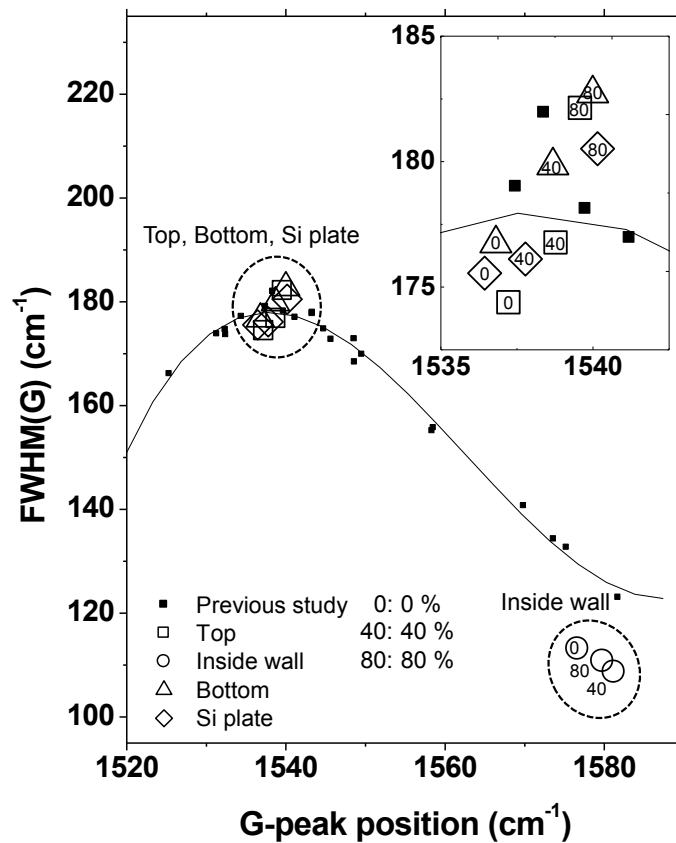 185
180
175
1535
1540
80
80
80
40
0
40
40
0
0
220
200
180
160
140
120
100
FWHM(G) (cm-1)
Top, Bottom, Si plate
Inside wall
0
80
40
Previous study 0: 0 %
Top 40: 40 %
Inside wall 80: 80 %
Bottom
Si plate
1520 1540 1560 1580
G-peak position (cm-1)